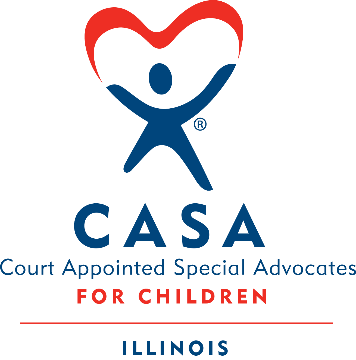 ®
CASA
Court Appointed Special Advocates
FOR CHILDREN
ILLINOIS